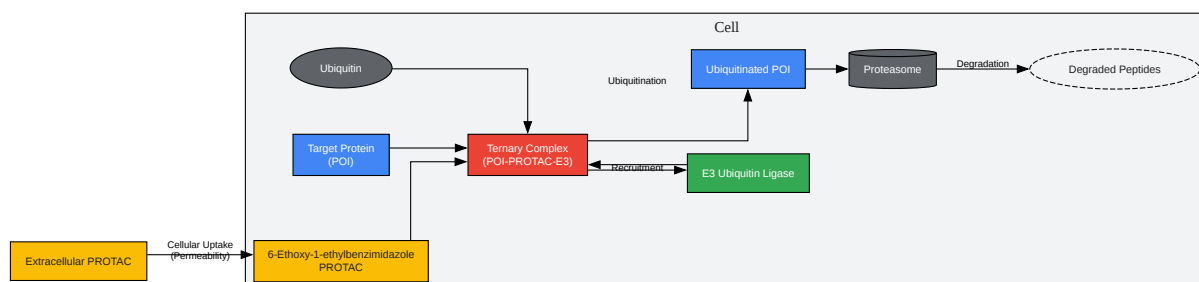 Cell
Ubiquitin
Ubiquitination
Ubiquitinated POI
Proteasome
Degradation
Degraded Peptides
Target Protein
(POI)
Ternary Complex
(POI-PROTAC-E3)
Recruitment
E3 Ubiquitin Ligase
Extracellular PROTAC
Cellular Uptake
(Permeability)
6-Ethoxy-1-ethylbenzimidazole
PROTAC